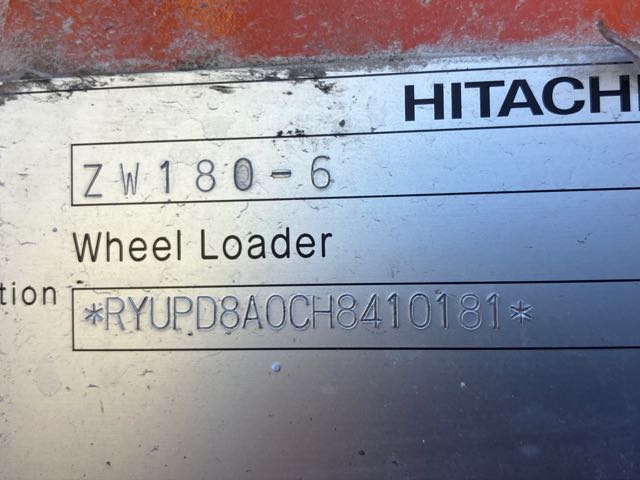 HITACHI
ZW180-6
Wheel Loader
tion *RYUPD8A0CH8410181*